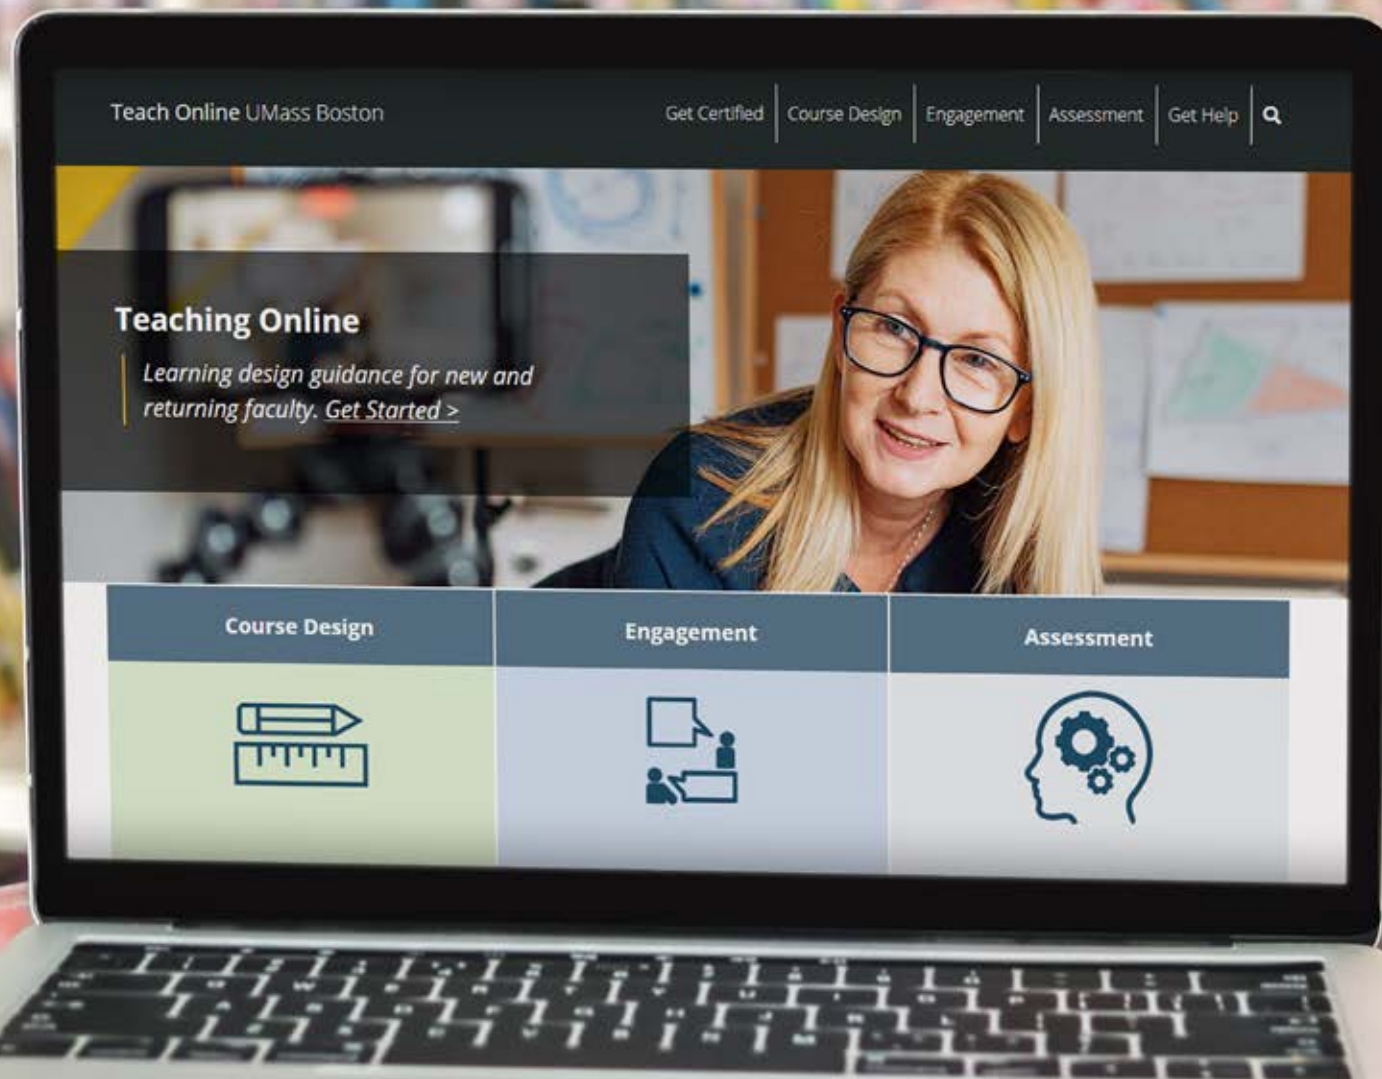 Teach Online UMass Boston
Get Certified
Course Design
Engagement
Assessment
Get Help
Teaching Online
Learning design guidance for new and
returning faculty. Get Started >
Course Design
Engagement
Assessment